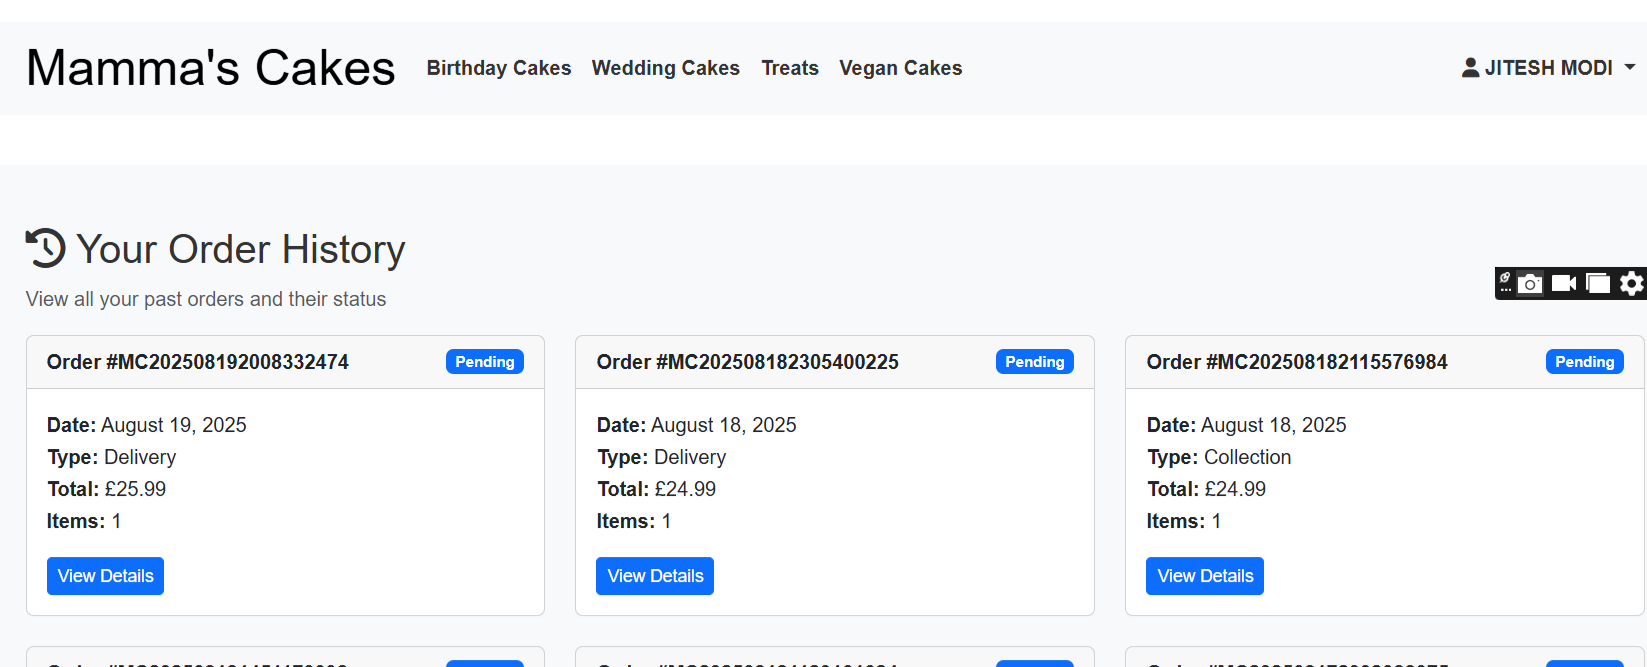 Mamma's Cakes Birthday Cakes Wedding Cakes Treats Vegan Cakes JITESH MODI
Your Order History
View all your past orders and their status
Order #MC202508192008332474 Pending
Date: August 19, 2025
Type: Delivery
Total: £25.99
Items: 1
View Details
Order #MC202508182305400225 Pending
Date: August 18, 2025
Type: Delivery
Total: £24.99
Items: 1
View Details
Order #MC202508182115576984 Pending
Date: August 18, 2025
Type: Collection
Total: £24.99
Items: 1
View Details